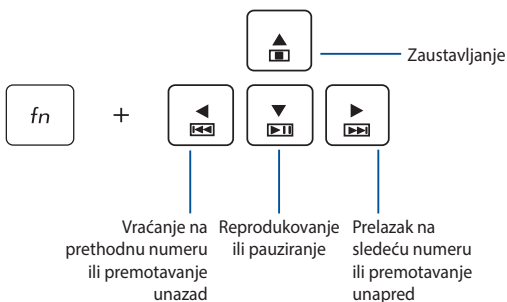 Zaustavljanje
fn +
Vraćanje na
prethodnu numeru
ili premotavanje
unazad
Reprodukovanje
ili pauziranje
Prelazak na
sledeću numeru
ili premotavanje
unapred